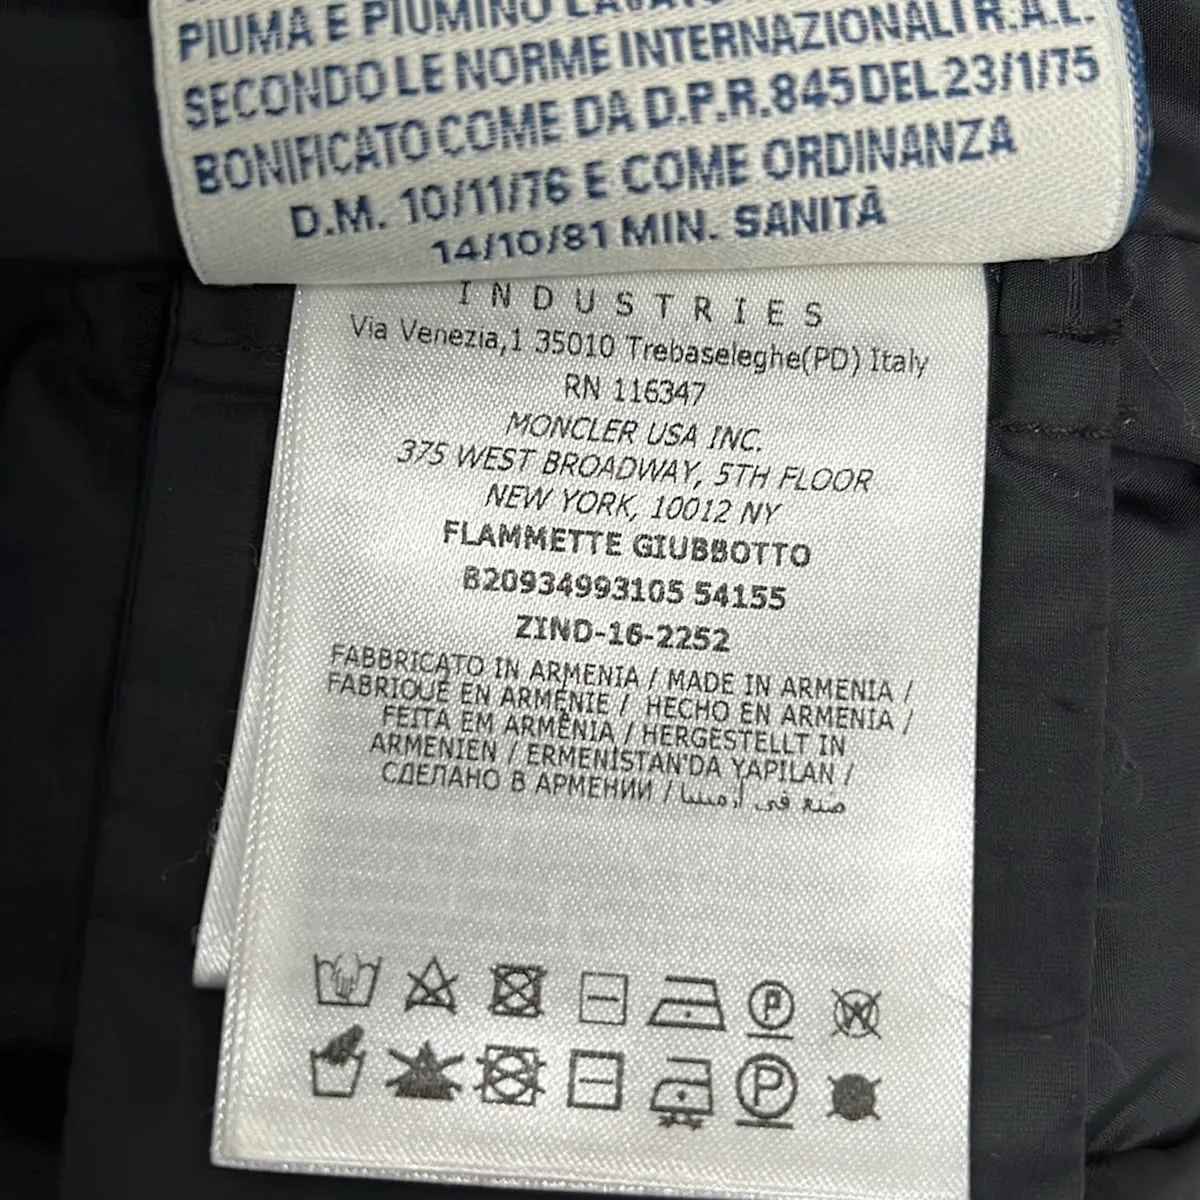 PIUMA E PIUMINO LAVATO
SECONDO LE NORME INTERNAZIONALI R.A.L.
BONIFICATO COME DA D.P.R.845 DEL 23/1/75
D.M. 10/11/76 E COME ORDINANZA
14/10/81 MIN. SANITÀ
INDUSTRIES
Via Venezia,1 35010 Trebaseleghe(PD) Italy
RN 116347
MONCLER USA INC.
375 WEST BROADWAY, 5TH FLOOR
NEW YORK, 10012 NY
FLAMMETTE GIUBBOTTO
B20934993105 54155
ZIND-16-2252
FABBRICATO IN ARMENIA / MADE IN ARMENIA /
FABRIQUÉ EN ARMÉNIE / HECHO EN ARMENIA /
FEITA EM ARMÊNIA / HERGESTELLT IN
ARMENIEN / ERMENİSTAN'DA YAPILAN /
СДЕЛАНО В АРМЕНИИ / صنع في أرمينيا
P
W
P